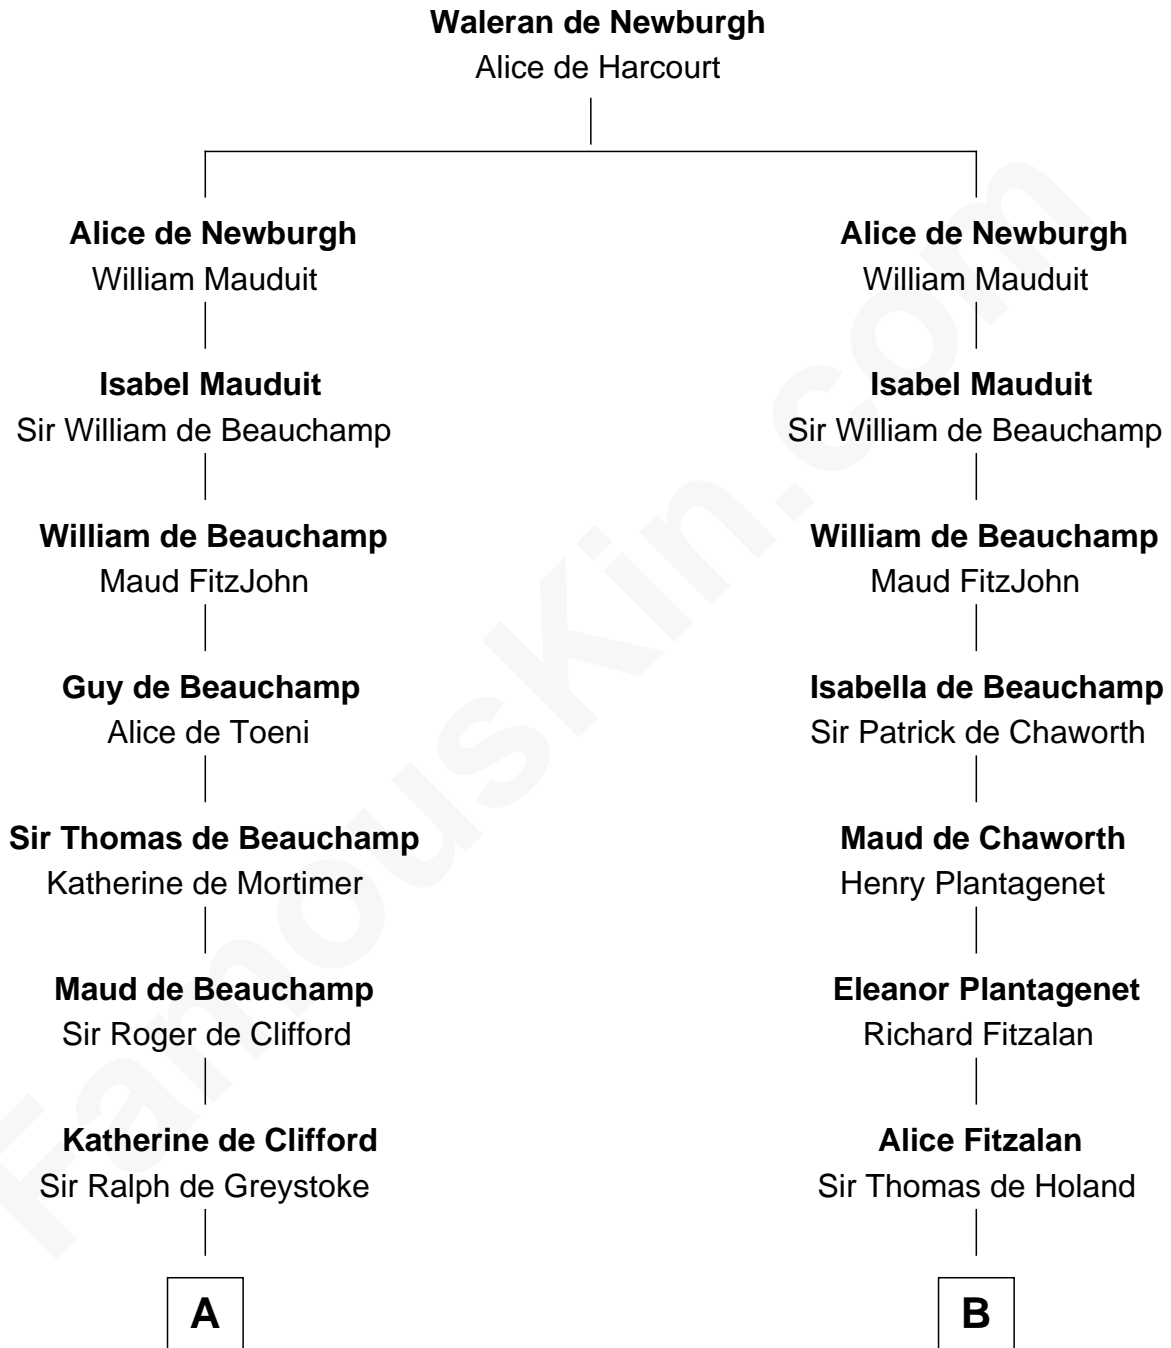 Waleran de Newburgh
Alice de Harcourt
Alice de Newburgh
William Mauduit
Alice de Newburgh
William Mauduit
Isabel Mauduit
Sir William de Beauchamp
Isabel Mauduit
Sir William de Beauchamp
William de Beauchamp
Maud FitzJohn
William de Beauchamp
Maud FitzJohn
Guy de Beauchamp
Alice de Toeni
Isabella de Beauchamp
Sir Patrick de Chaworth
Sir Thomas de Beauchamp
Katherine de Mortimer
Maud de Chaworth
Henry Plantagenet
Maud de Beauchamp
Sir Roger de Clifford
Eleanor Plantagenet
Richard Fitzalan
Katherine de Clifford
Sir Ralph de Greystoke
Alice Fitzalan
Sir Thomas de Holand
A
B
FamousKin.com